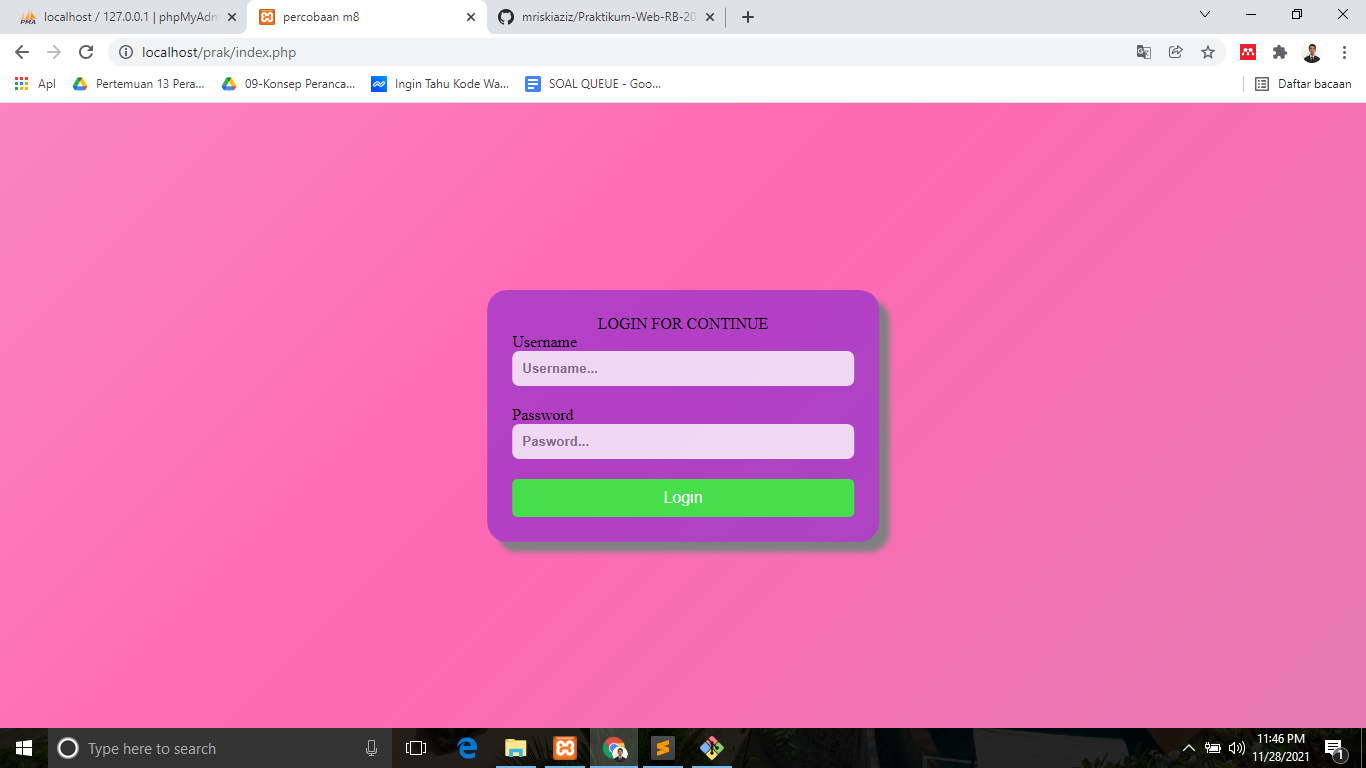 localhost / 127.0.0.1 | phpMyAdm
percobaan m8
mriskiaziz/Praktikum-Web-RB-20
localhost/prak/index.php
Apl
Pertemuan 13 Pera...
09-Konsep Peranca...
Ingin Tahu Kode Wa...
SOAL QUEUE - Goo...
Daftar bacaan
LOGIN FOR CONTINUE
Username
Username...
Password
Pasword...
Login
Type here to search
11:46 PM
11/28/2021
1